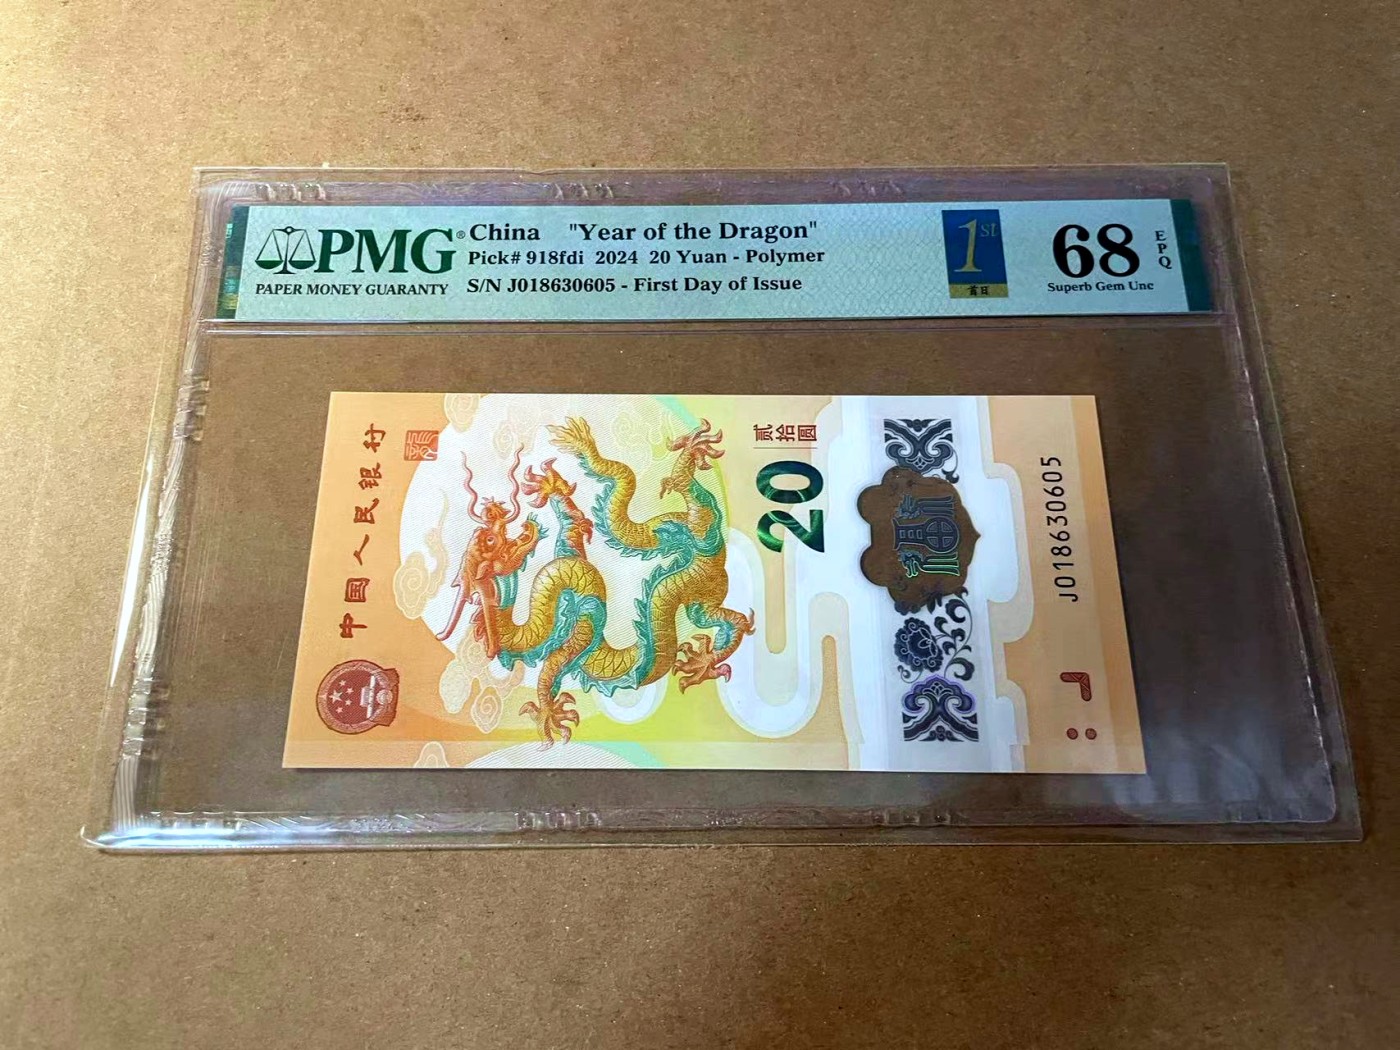 PMG®
PAPER MONEY GUARANTY
China "Year of the Dragon"
Pick# 918fdi 2024 20 Yuan - Polymer
S/N J018630605 - First Day of Issue
1st
首日
68
EPQ
Superb Gem Unc
中国人民银行
贰拾圆
20
福
J018630605